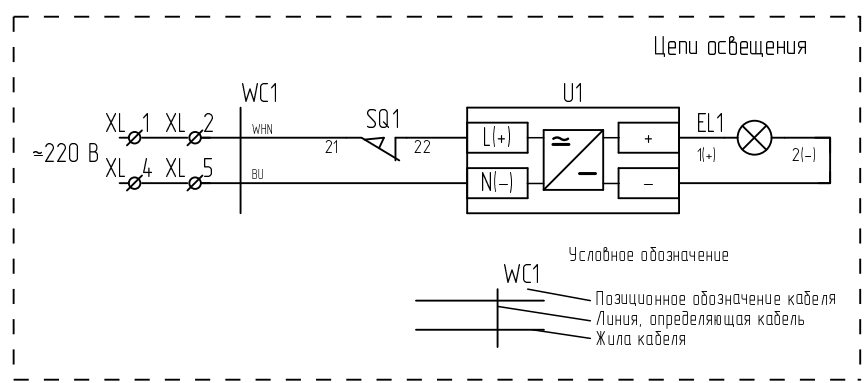 Цепи освещения
WC1
U1
XL 1 XL 2
WHN
SQ1
21
22
L(+)
≃
+
EL1
1(+)
2(-)
≃220 В
XL 4 XL 5
BU
N(-)
-
-
Условное обозначение
WC1
Позиционное обозначение кабеля
Линия, определяющая кабель
Жила кабеля